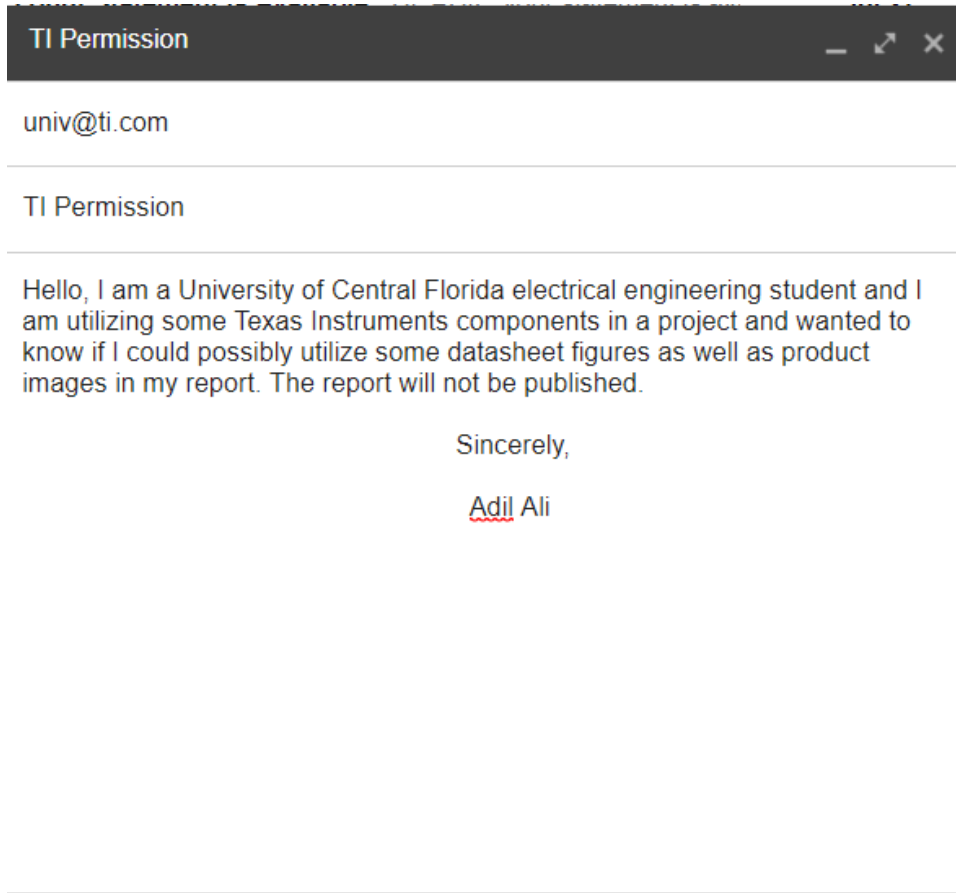 TI Permission
univ@ti.com
TI Permission
Hello, I am a University of Central Florida electrical engineering student and I
am utilizing some Texas Instruments components in a project and wanted to
know if I could possibly utilize some datasheet figures as well as product
images in my report. The report will not be published.
Sincerely,
Adil Ali